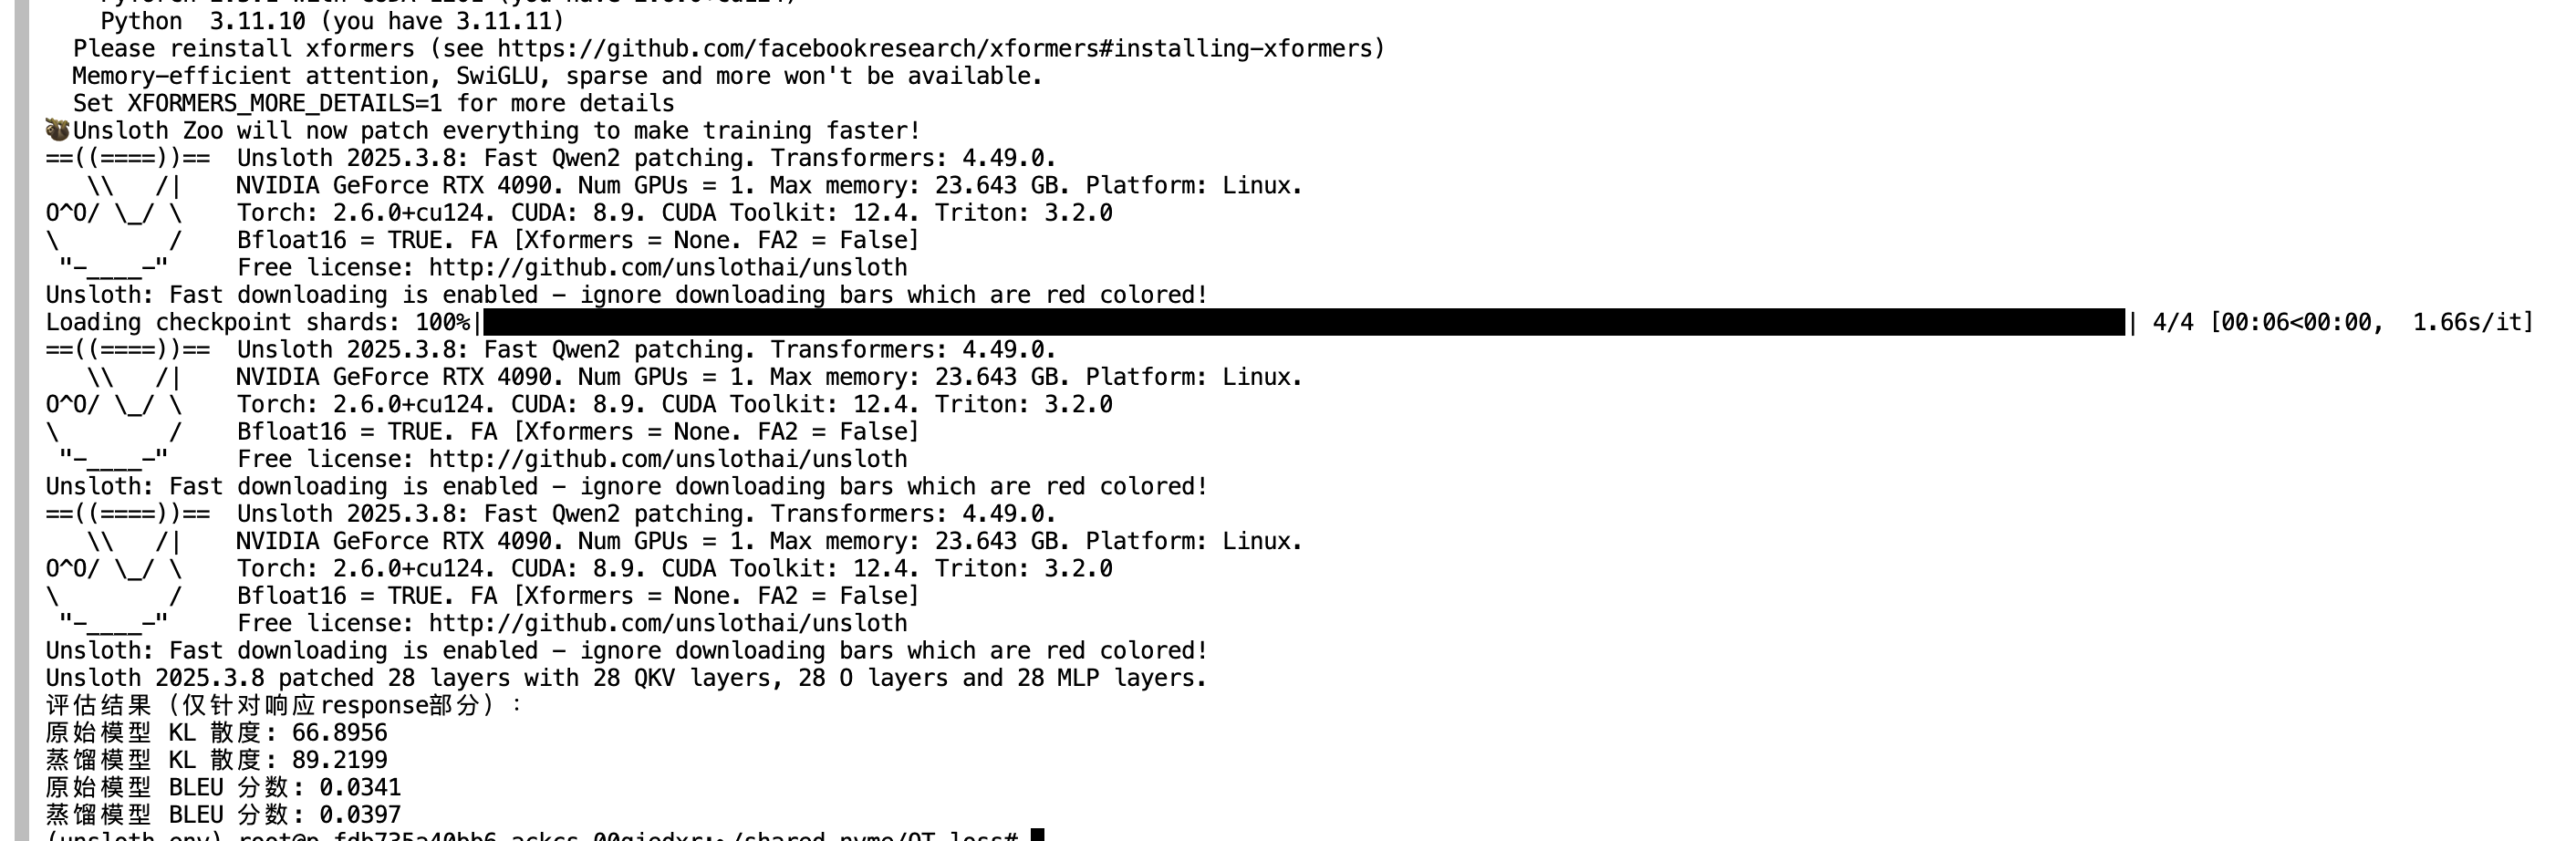 Python  3.11.10 (you have 3.11.11)
Please reinstall xformers (see https://github.com/facebookresearch/xformers#installing-xformers)
Memory-efficient attention, SwiGLU, sparse and more won't be available.
Set XFORMERS_MORE_DETAILS=1 for more details
🦥Unsloth Zoo will now patch everything to make training faster!
==((====))==  Unsloth 2025.3.8: Fast Qwen2 patching. Transformers: 4.49.0.
   \\   /|    NVIDIA GeForce RTX 4090. Num GPUs = 1. Max memory: 23.643 GB. Platform: Linux.
O^O/ \_/ \    Torch: 2.6.0+cu124. CUDA: 8.9. CUDA Toolkit: 12.4. Triton: 3.2.0
\        /    Bfloat16 = TRUE. FA [Xformers = None. FA2 = False]
 "-____-"     Free license: http://github.com/unslothai/unsloth
Unsloth: Fast downloading is enabled - ignore downloading bars which are red colored!
Loading checkpoint shards: 100%|| 4/4 [00:06<00:00,  1.66s/it]
==((====))==  Unsloth 2025.3.8: Fast Qwen2 patching. Transformers: 4.49.0.
   \\   /|    NVIDIA GeForce RTX 4090. Num GPUs = 1. Max memory: 23.643 GB. Platform: Linux.
O^O/ \_/ \    Torch: 2.6.0+cu124. CUDA: 8.9. CUDA Toolkit: 12.4. Triton: 3.2.0
\        /    Bfloat16 = TRUE. FA [Xformers = None. FA2 = False]
 "-____-"     Free license: http://github.com/unslothai/unsloth
Unsloth: Fast downloading is enabled - ignore downloading bars which are red colored!
==((====))==  Unsloth 2025.3.8: Fast Qwen2 patching. Transformers: 4.49.0.
   \\   /|    NVIDIA GeForce RTX 4090. Num GPUs = 1. Max memory: 23.643 GB. Platform: Linux.
O^O/ \_/ \    Torch: 2.6.0+cu124. CUDA: 8.9. CUDA Toolkit: 12.4. Triton: 3.2.0
\        /    Bfloat16 = TRUE. FA [Xformers = None. FA2 = False]
 "-____-"     Free license: http://github.com/unslothai/unsloth
Unsloth: Fast downloading is enabled - ignore downloading bars which are red colored!
Unsloth 2025.3.8 patched 28 layers with 28 QKV layers, 28 O layers and 28 MLP layers.
评估结果（仅针对响应response部分）：
原始模型 KL 散度: 66.8956
蒸馏模型 KL 散度: 89.2199
原始模型 BLEU 分数: 0.0341
蒸馏模型 BLEU 分数: 0.0397